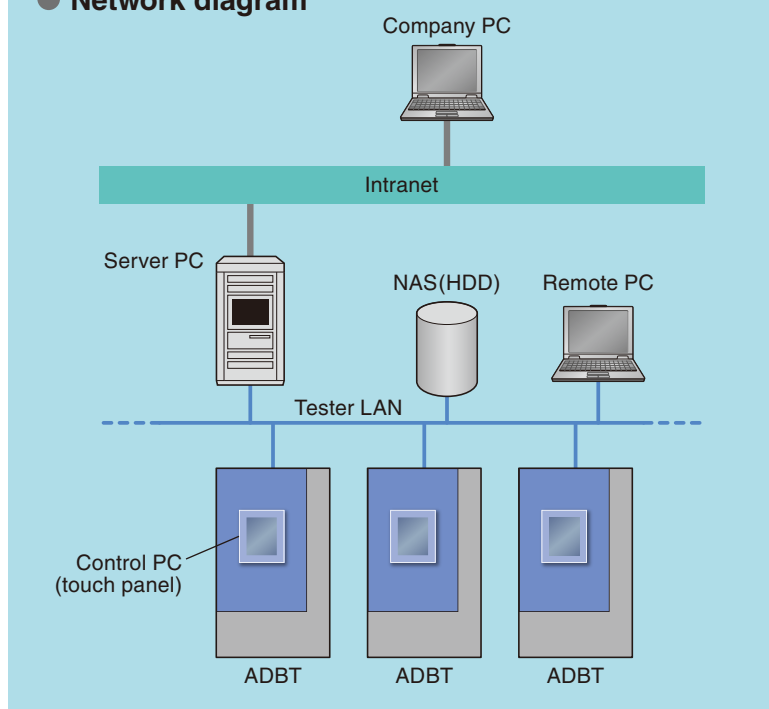 Network diagram
Company PC
Intranet
Server PC
NAS(HDD)
Remote PC
Tester LAN
Control PC
(touch panel)
ADBT
ADBT
ADBT